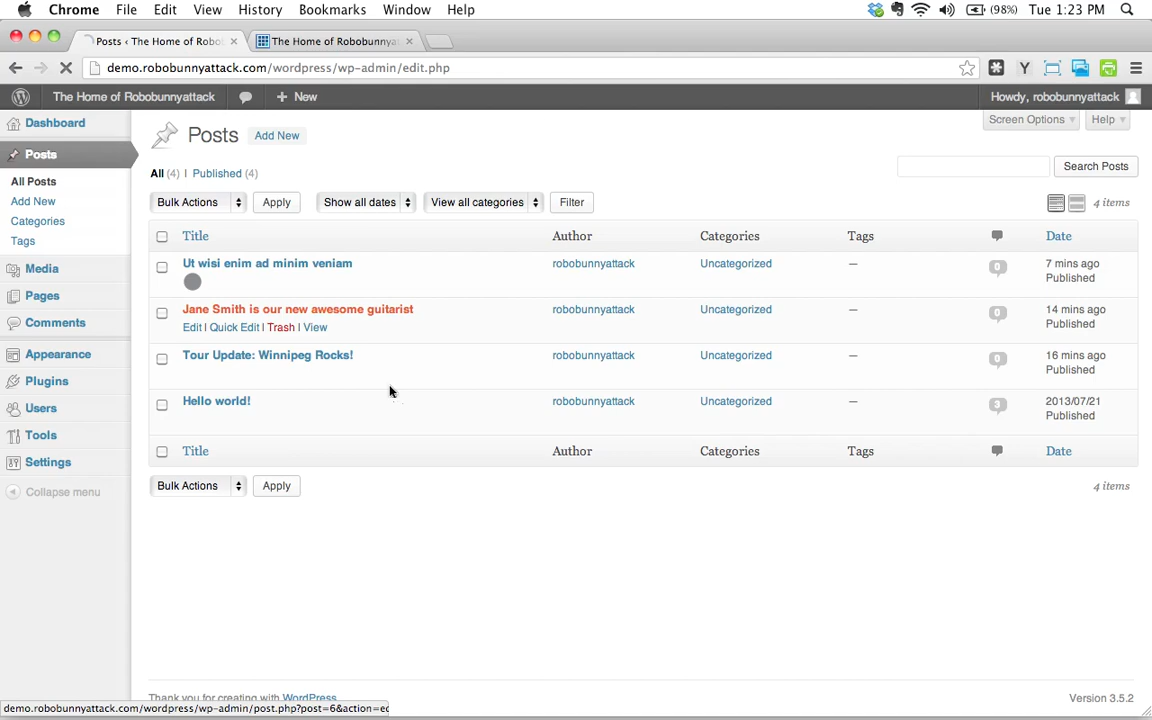 Chrome File Edit View History Bookmarks Window Help (98%) Tue 1:23 PM
Posts ‹ The Home of Robo The Home of Robobunnya
demo.robobunnyattack.com/wordpress/wp-admin/edit.php
The Home of Robobunnyattack + New Howdy, robobunnyattack
Screen Options Help
Dashboard
Posts
All Posts
Add New
Categories
Tags
Media
Pages
Comments
Appearance
Plugins
Users
Tools
Settings
Collapse menu
Posts Add New
All (4) | Published (4) Search Posts
Bulk Actions Apply Show all dates View all categories Filter 4 items
Title Author Categories Tags Date
Ut wisi enim ad minim veniam robobunnyattack Uncategorized — 0 7 mins ago
Published
Jane Smith is our new awesome guitarist robobunnyattack Uncategorized — 0 14 mins ago
Edit | Quick Edit | Trash | View Published
Tour Update: Winnipeg Rocks! robobunnyattack Uncategorized — 0 16 mins ago
Published
Hello world! robobunnyattack Uncategorized — 3 2013/07/21
Published
Title Author Categories Tags Date
Bulk Actions Apply 4 items
Thank you for creating with WordPress. Version 3.5.2
demo.robobunnyattack.com/wordpress/wp-admin/post.php?post=6&action=ed